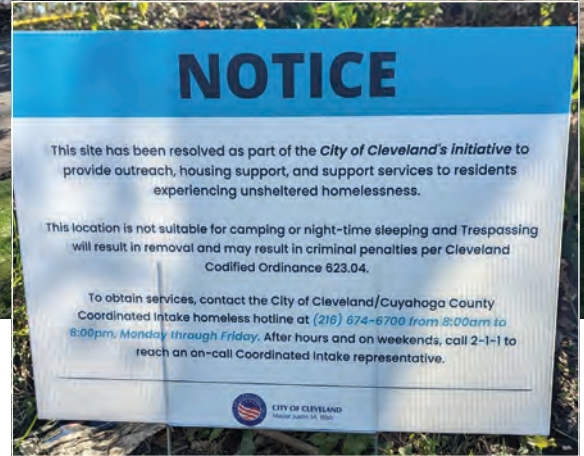 NOTICE
This site has been resolved as part of the City of Cleveland's initiative to
provide outreach, housing support, and support services to residents
experiencing unsheltered homelessness.
This location is not suitable for camping or night-time sleeping and Trespassing
will result in removal and may result in criminal penalties per Cleveland
Codified Ordinance 623.04.
To obtain services, contact the City of Cleveland/Cuyahoga County
Coordinated Intake homeless hotline at (216) 674-6700 from 8:00am to
8:00pm, Monday through Friday. After hours and on weekends, call 2-1-1 to
reach an on-call Coordinated Intake representative.
CITY OF CLEVELAND
Mayor Justin M. Bibb